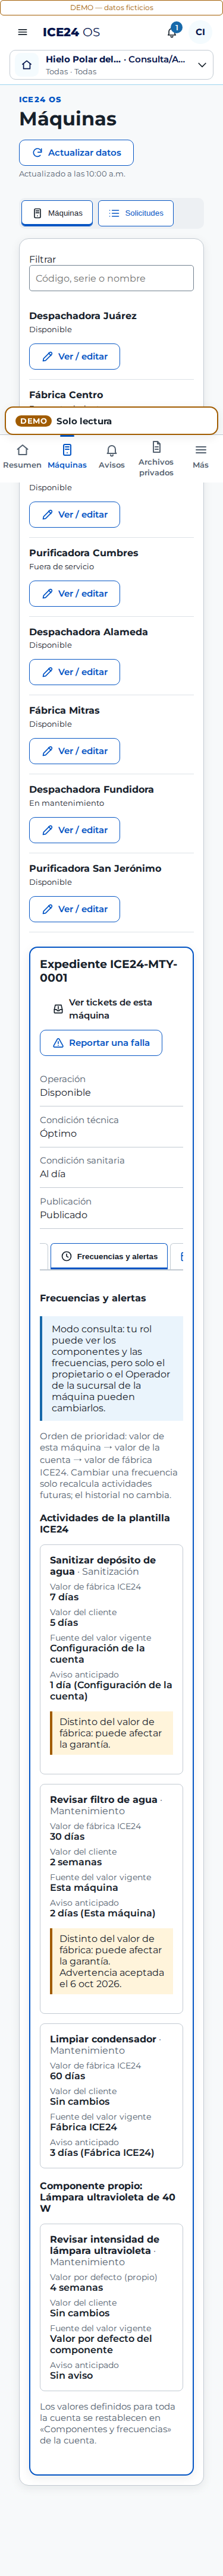 DEMO — datos ficticios
ICE24 OS
1
CI
Hielo Polar del... · Consulta/A...
Todas · Todas
ICE24 OS
Máquinas
Actualizar datos
Actualizado a las 10:00 a.m.
Máquinas
Solicitudes
Filtrar
Código, serie o nombre
Despachadora Juárez
Disponible
Ver / editar
Fábrica Centro
DEMO Solo lectura
Resumen
Máquinas
Avisos
Archivos
privados
Más
Disponible
Ver / editar
Purificadora Cumbres
Fuera de servicio
Ver / editar
Despachadora Alameda
Disponible
Ver / editar
Fábrica Mitras
Disponible
Ver / editar
Despachadora Fundidora
En mantenimiento
Ver / editar
Purificadora San Jerónimo
Disponible
Ver / editar
Expediente ICE24-MTY-
0001
Ver tickets de esta
máquina
Reportar una falla
Operación
Disponible
Condición técnica
Óptimo
Condición sanitaria
Al día
Publicación
Publicado
Frecuencias y alertas
Frecuencias y alertas
Modo consulta: tu rol
puede ver los
componentes y las
frecuencias, pero solo el
propietario o el Operador
de la sucursal de la
máquina pueden
cambiarlos.
Orden de prioridad: valor de
esta máquina → valor de la
cuenta → valor de fábrica
ICE24. Cambiar una frecuencia
solo recalcula actividades
futuras; el historial no cambia.
Actividades de la plantilla
ICE24
Sanitizar depósito de
agua · Sanitización
Valor de fábrica ICE24
7 días
Valor del cliente
5 días
Fuente del valor vigente
Configuración de la
cuenta
Aviso anticipado
1 día (Configuración de la
cuenta)
Distinto del valor de
fábrica: puede afectar
la garantía.
Revisar filtro de agua ·
Mantenimiento
Valor de fábrica ICE24
30 días
Valor del cliente
2 semanas
Fuente del valor vigente
Esta máquina
Aviso anticipado
2 días (Esta máquina)
Distinto del valor de
fábrica: puede afectar
la garantía.
Advertencia aceptada
el 6 oct 2026.
Limpiar condensador ·
Mantenimiento
Valor de fábrica ICE24
60 días
Valor del cliente
Sin cambios
Fuente del valor vigente
Fábrica ICE24
Aviso anticipado
3 días (Fábrica ICE24)
Componente propio:
Lámpara ultravioleta de 40
W
Revisar intensidad de
lámpara ultravioleta ·
Mantenimiento
Valor por defecto (propio)
4 semanas
Valor del cliente
Sin cambios
Fuente del valor vigente
Valor por defecto del
componente
Aviso anticipado
Sin aviso
Los valores definidos para toda
la cuenta se restablecen en
«Componentes y frecuencias»
de la cuenta.